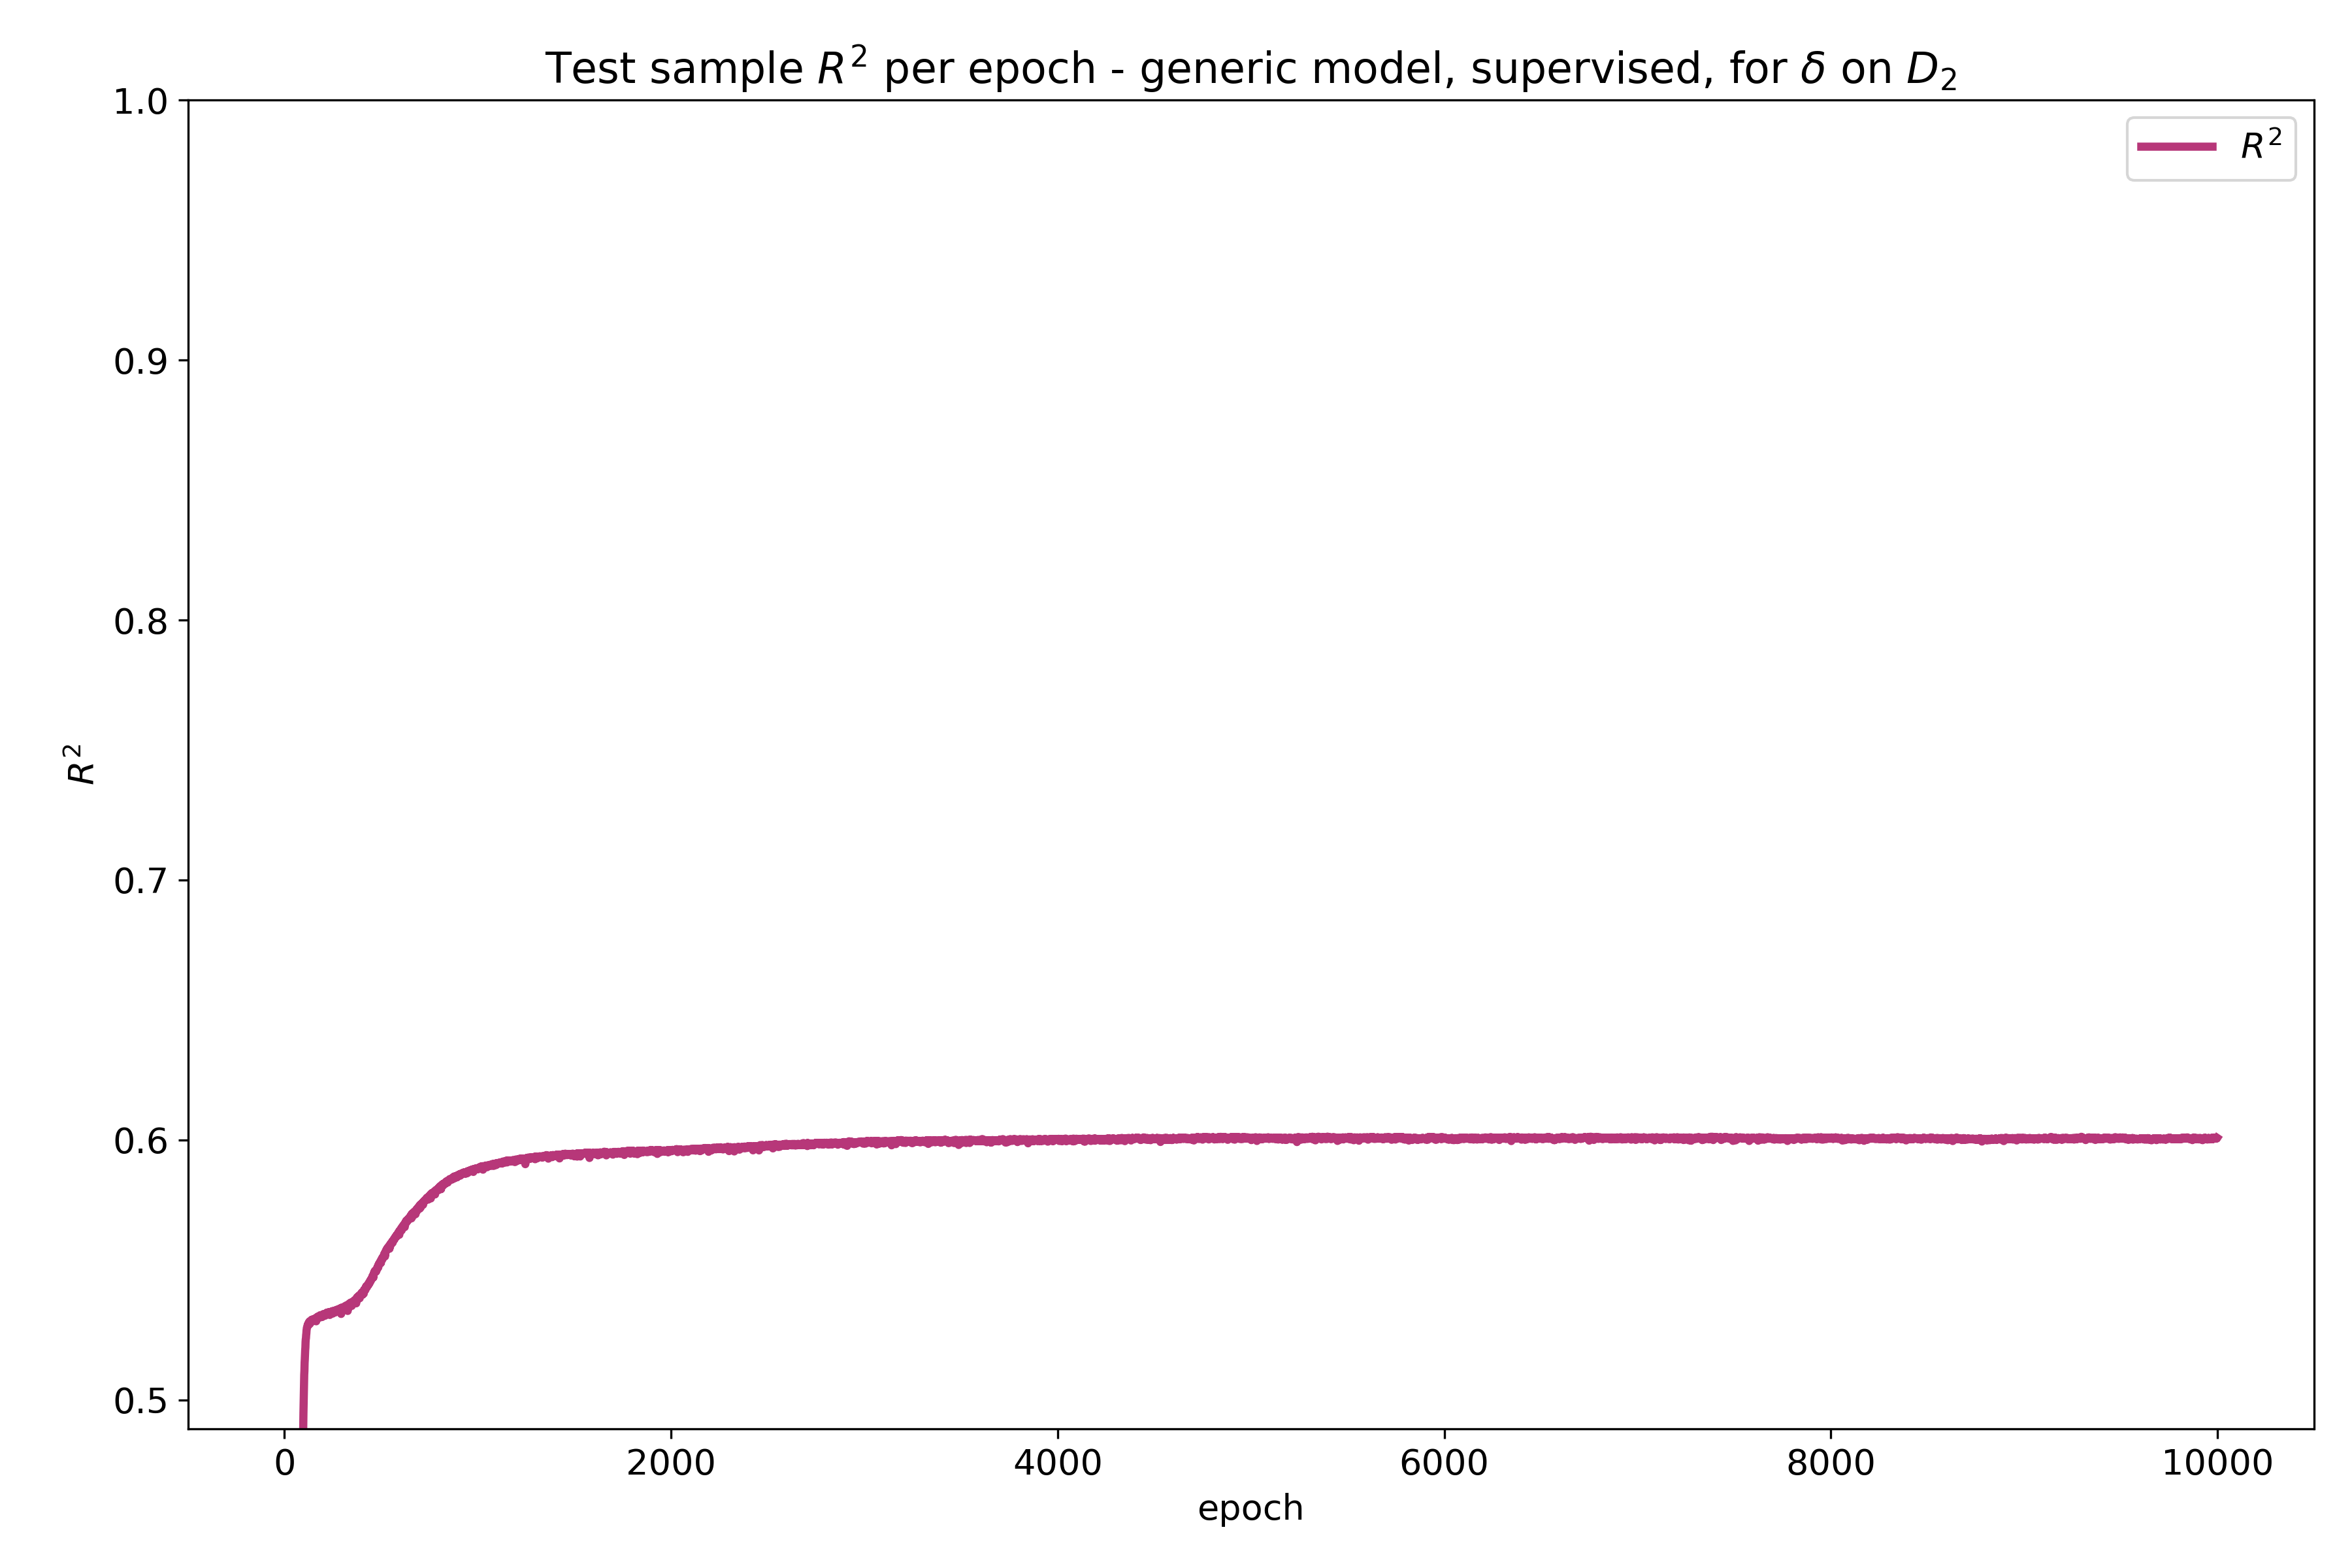 Test sample R² per epoch - generic model, supervised, for δ on D₂
R²
1.0
0.9
0.8
0.7
0.6
0.5
R²
0 2000 4000 6000 8000 10000
epoch